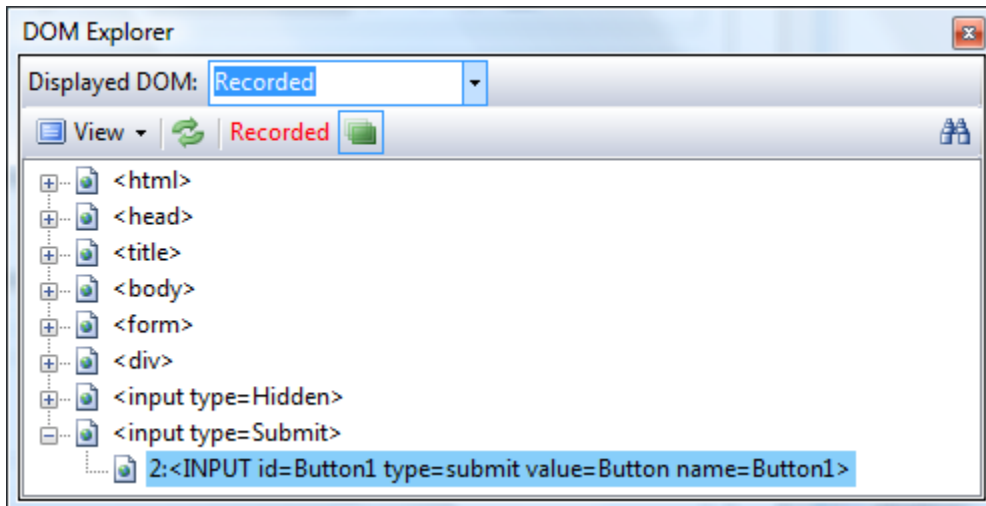 DOM Explorer
Displayed DOM: Recorded
View Recorded
<html>
<head>
<title>
<body>
<form>
<div>
<input type=Hidden>
<input type=Submit>
2:<INPUT id=Button1 type=submit value=Button name=Button1>